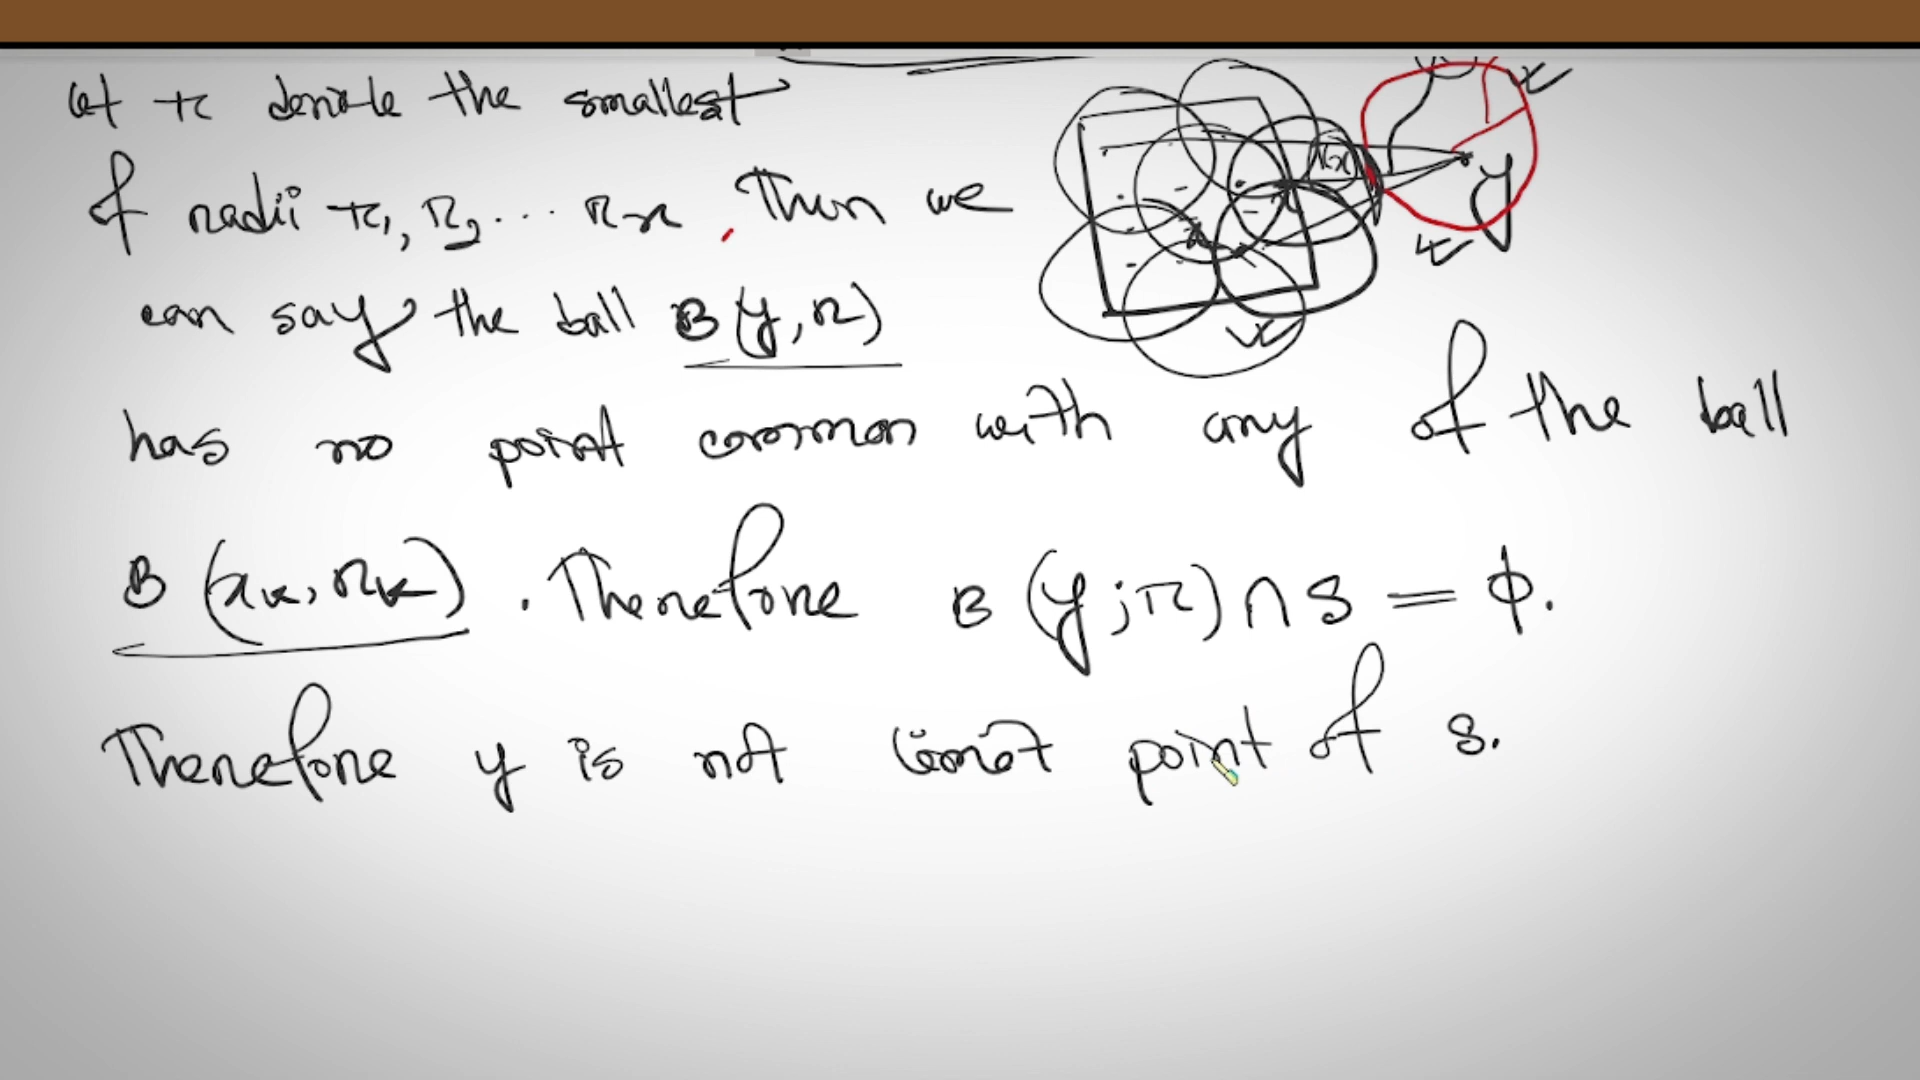 let r denote the smallest
of radii r1, r2 ... rn. Then we
can say the ball B(y, r)
has no point common with any of the ball
B (xk, rk). Therefore B (y; r) ∩ S = ϕ.
Therefore y is not limit point of S.
y